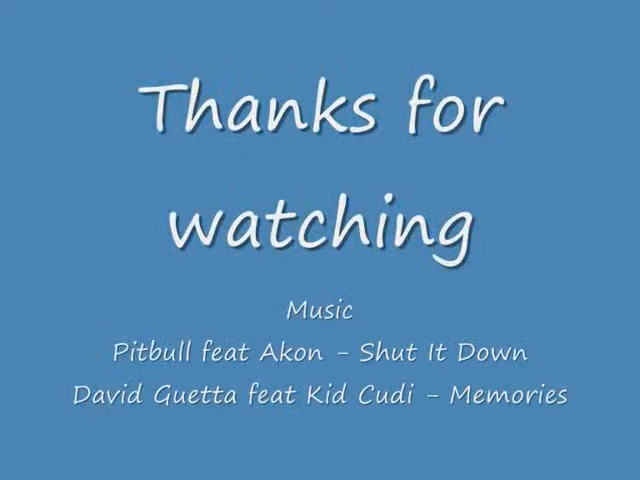 Thanks for
watching
Music
Pitbull feat Akon - Shut It Down
David Guetta feat Kid Cudi - Memories